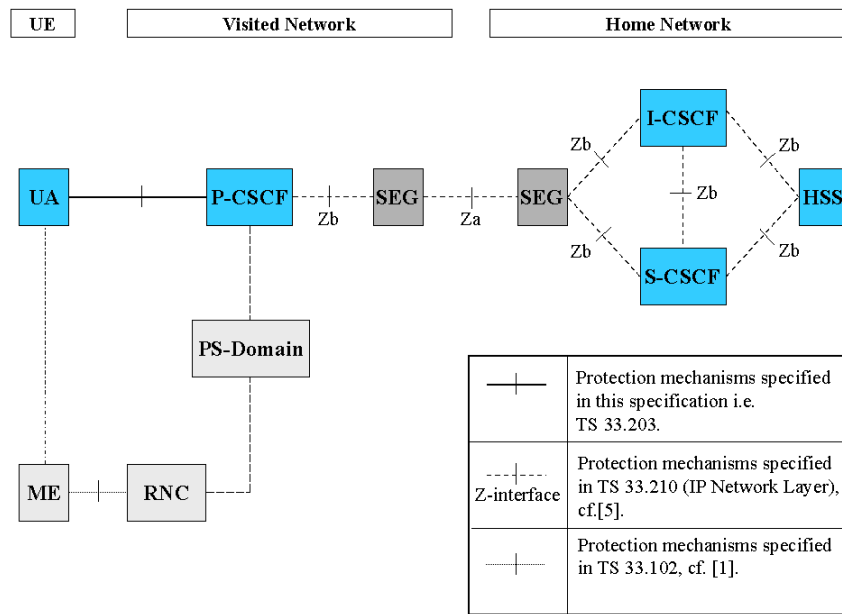 UE
Visited Network
Home Network
I-CSCF
Zb
Zb
UA
P-CSCF
SEG
SEG
HSS
Zb
Zb
Za
Zb
Zb
S-CSCF
PS-Domain
ME
RNC
Protection mechanisms specified
in this specification i.e.
TS 33.203.
Z-interface
Protection mechanisms specified
in TS 33.210 (IP Network Layer),
cf.[5].
Protection mechanisms specified
in TS 33.102, cf. [1].